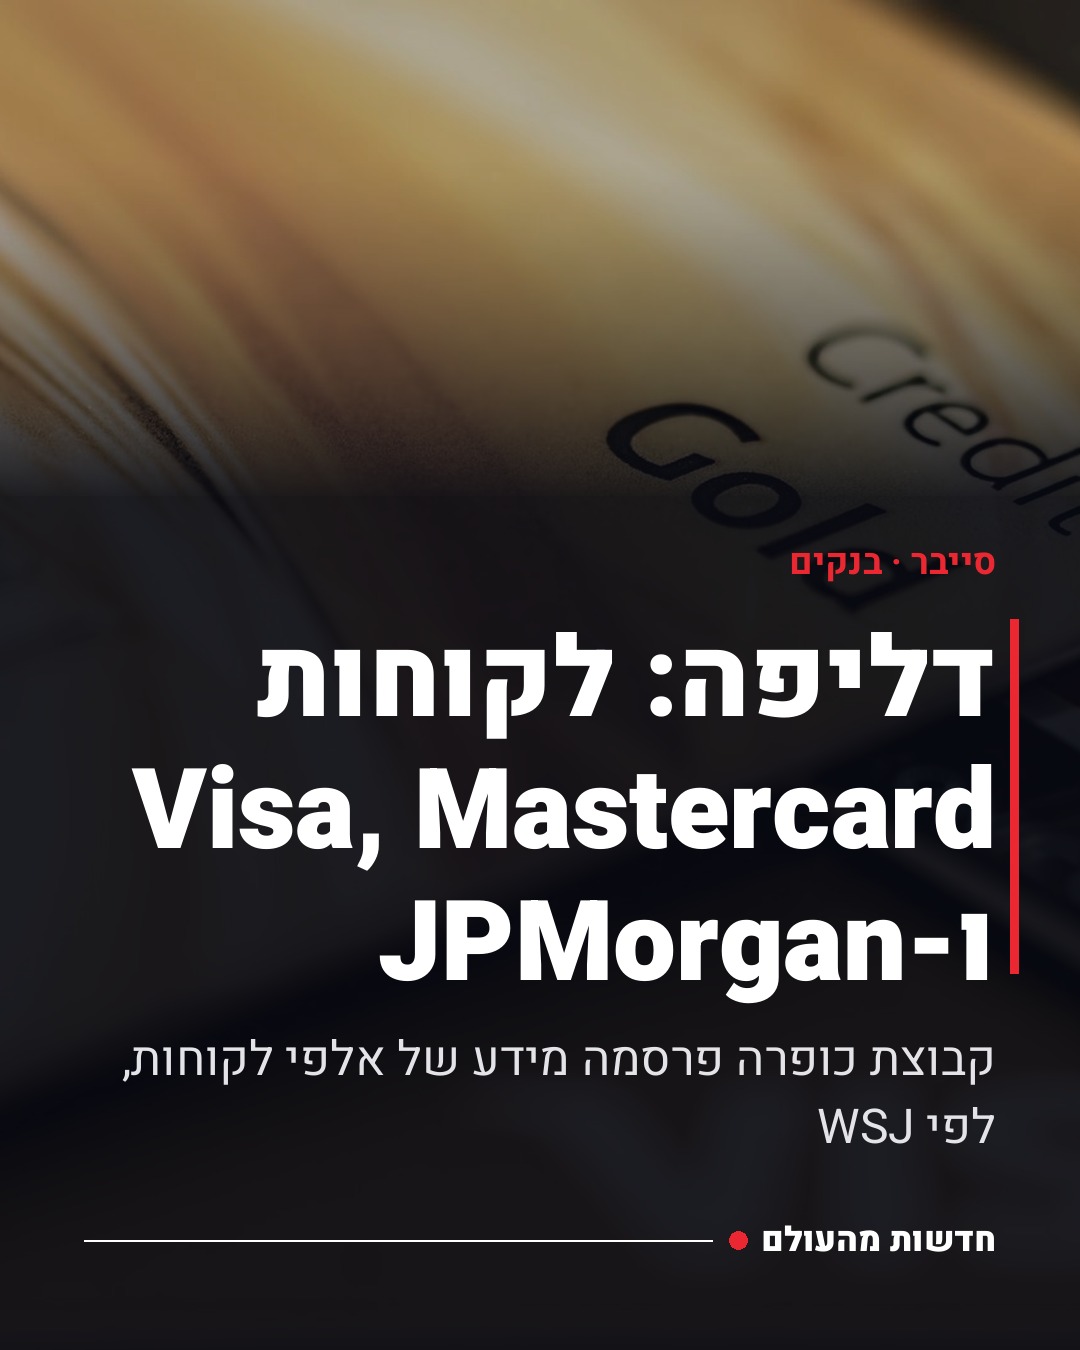 Credit
Gold
סייבר · בנקים
דליפה: לקוחות
Visa, Mastercard
ו-JPMorgan
קבוצת כופרה פרסמה מידע של אלפי לקוחות,
לפי WSJ
חדשות מהעולם